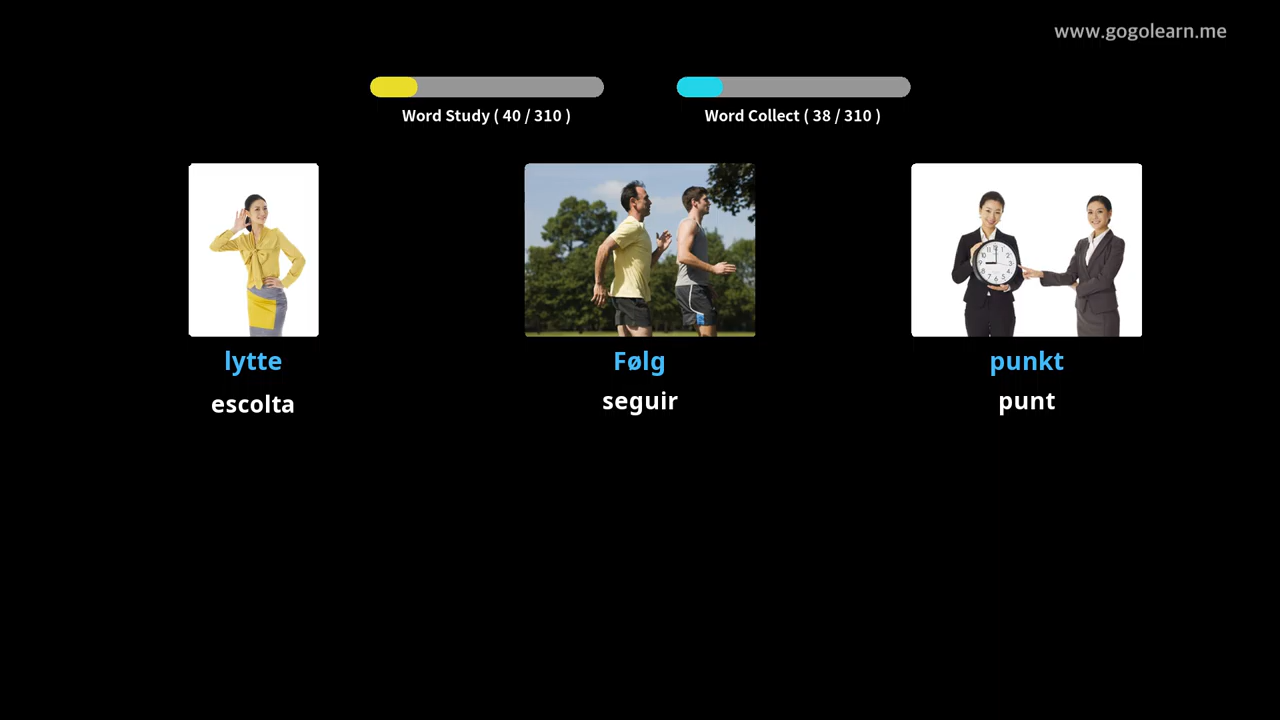 www.gogolearn.me
Word Study ( 40 / 310 )
Word Collect ( 38 / 310 )
lytte
Følg
punkt
escolta
seguir
punt